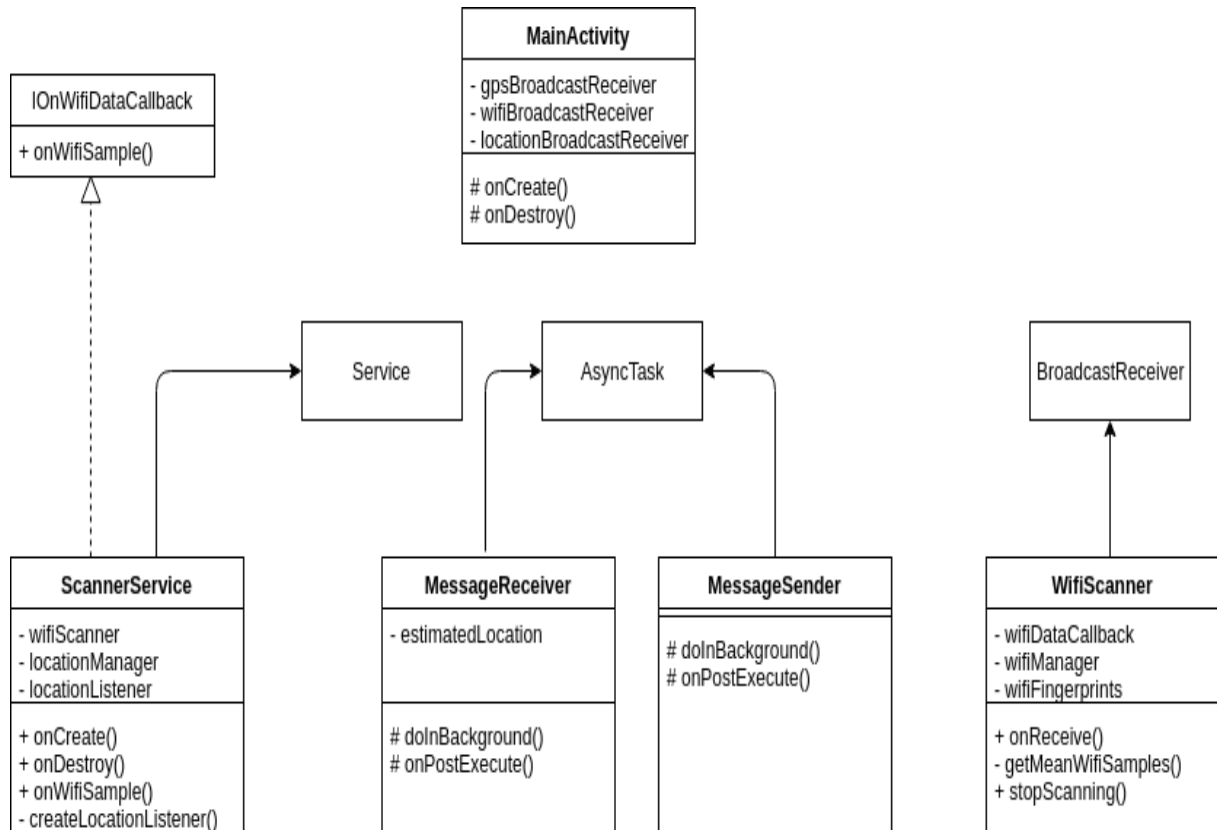 MainActivity
- gpsBroadcastReceiver
- wifiBroadcastReceiver
- locationBroadcastReceiver
# onCreate()
# onDestroy()
IOnWifiDataCallback
+ onWifiSample()
Service
AsyncTask
BroadcastReceiver
ScannerService
- wifiScanner
- locationManager
- locationListener
+ onCreate()
+ onDestroy()
+ onWifiSample()
- createLocationListener()
MessageReceiver
- estimatedLocation
# doInBackground()
# onPostExecute()
MessageSender
# doInBackground()
# onPostExecute()
WifiScanner
- wifiDataCallback
- wifiManager
- wifiFingerprints
+ onReceive()
- getMeanWifiSamples()
+ stopScanning()